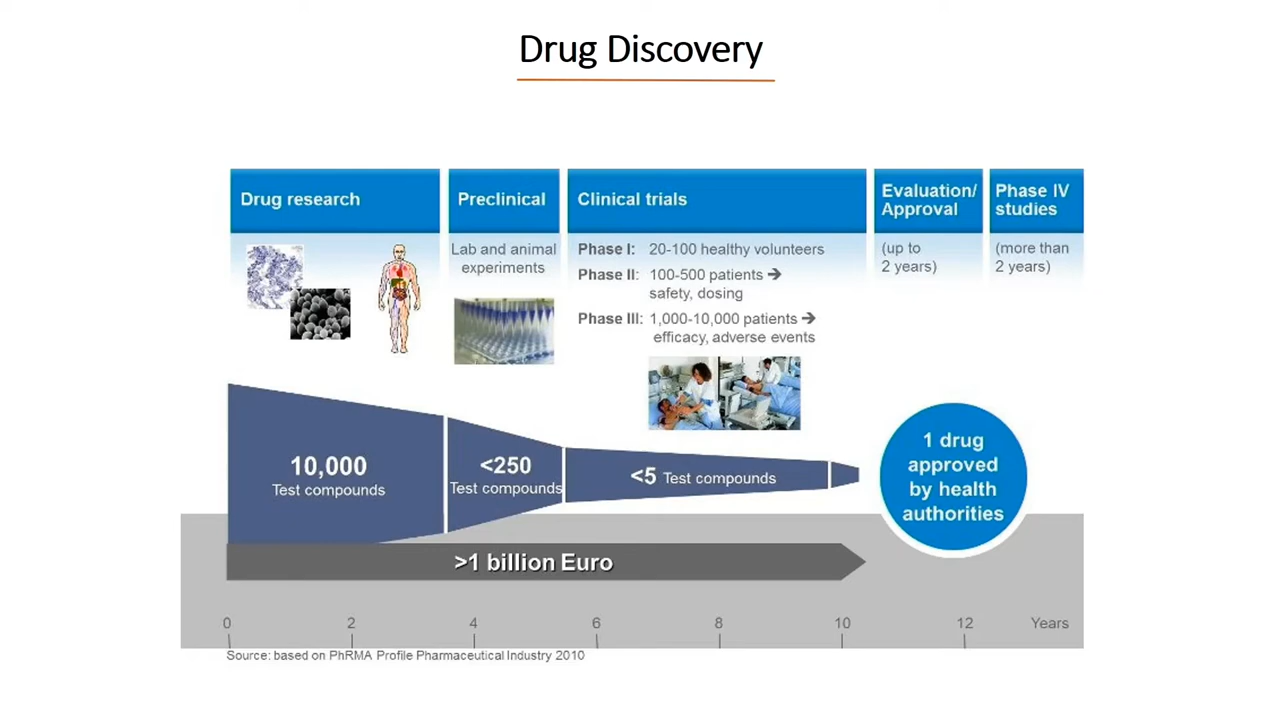 Drug Discovery
Drug research
Preclinical
Lab and animal
experiments
Clinical trials
Phase I: 20-100 healthy volunteers
Phase II: 100-500 patients ➔
safety, dosing
Phase III: 1,000-10,000 patients ➔
efficacy, adverse events
Evaluation/
Approval
(up to
2 years)
Phase IV
studies
(more than
2 years)
10,000
Test compounds
<250
Test compounds
<5 Test compounds
1 drug
approved
by health
authorities
>1 billion Euro
0 2 4 6 8 10 12 Years
Source: based on PhRMA Profile Pharmaceutical Industry 2010